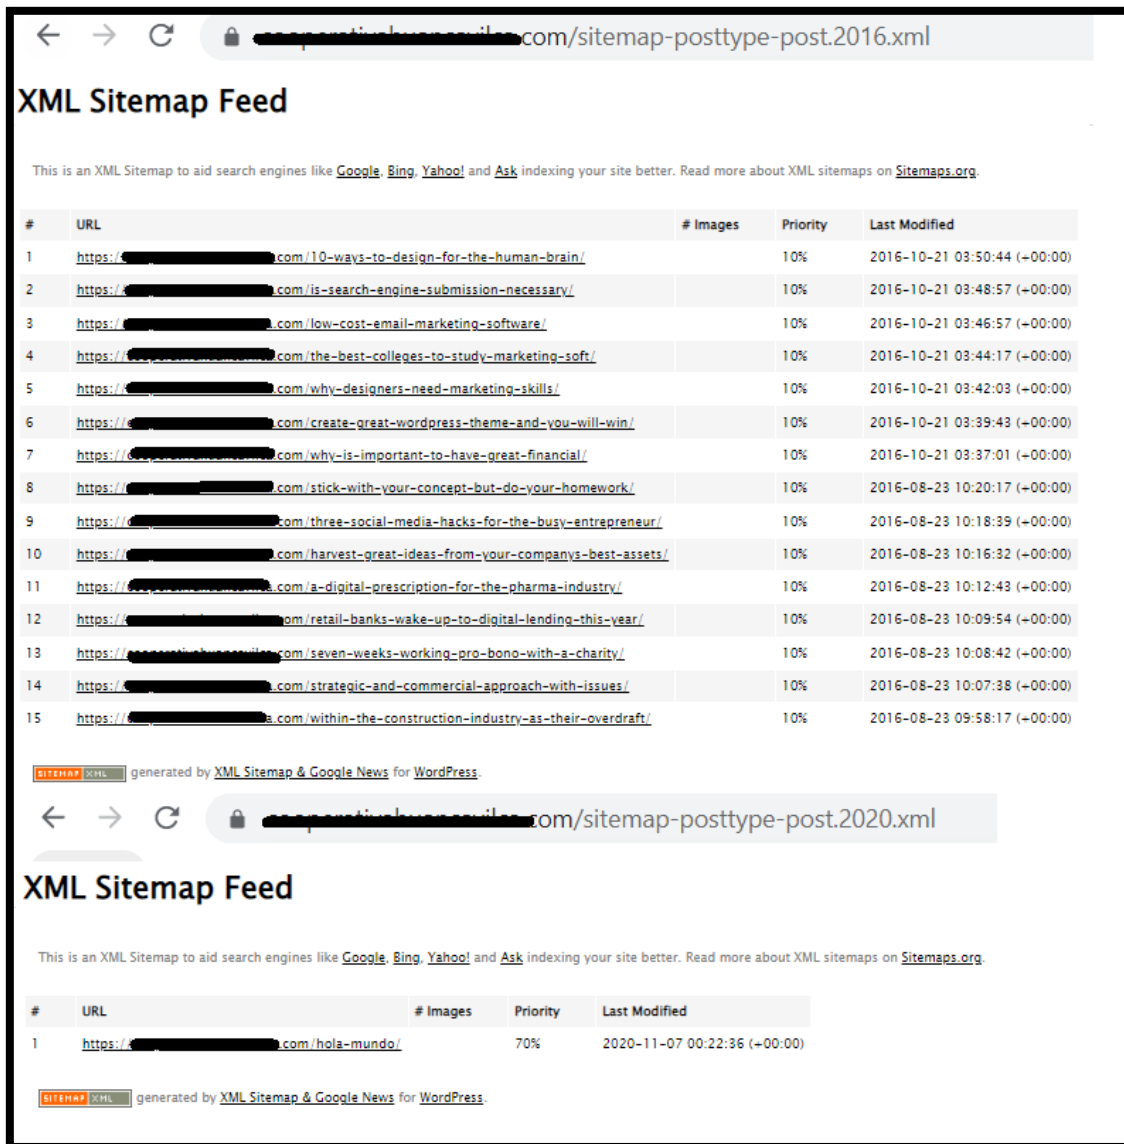 .com/sitemap-posttype-post.2016.xml
XML Sitemap Feed
This is an XML Sitemap to aid search engines like Google, Bing, Yahoo! and Ask indexing your site better. Read more about XML sitemaps on Sitemaps.org.
# URL # Images Priority Last Modified
1 https:/ .com/10-ways-to-design-for-the-human-brain/ 10% 2016-10-21 03:50:44 (+00:00)
2 https:/ .com/is-search-engine-submission-necessary/ 10% 2016-10-21 03:48:57 (+00:00)
3 https:/ .com/low-cost-email-marketing-software/ 10% 2016-10-21 03:46:57 (+00:00)
4 https:/ .com/the-best-colleges-to-study-marketing-soft/ 10% 2016-10-21 03:44:17 (+00:00)
5 https:/ .com/why-designers-need-marketing-skills/ 10% 2016-10-21 03:42:03 (+00:00)
6 https:// .com/create-great-wordpress-theme-and-you-will-win/ 10% 2016-10-21 03:39:43 (+00:00)
7 https:// .com/why-is-important-to-have-great-financial/ 10% 2016-10-21 03:37:01 (+00:00)
8 https:// .com/stick-with-your-concept-but-do-your-homework/ 10% 2016-08-23 10:20:17 (+00:00)
9 https:// com/three-social-media-hacks-for-the-busy-entrepreneur/ 10% 2016-08-23 10:18:39 (+00:00)
10 https:// .com/harvest-great-ideas-from-your-companys-best-assets/ 10% 2016-08-23 10:16:32 (+00:00)
11 https:// .com/a-digital-prescription-for-the-pharma-industry/ 10% 2016-08-23 10:12:43 (+00:00)
12 https:// om/retail-banks-wake-up-to-digital-lending-this-year/ 10% 2016-08-23 10:09:54 (+00:00)
13 https:// com/seven-weeks-working-pro-bono-with-a-charity/ 10% 2016-08-23 10:08:42 (+00:00)
14 https:// .com/strategic-and-commercial-approach-with-issues/ 10% 2016-08-23 10:07:38 (+00:00)
15 https:// a.com/within-the-construction-industry-as-their-overdraft/ 10% 2016-08-23 09:58:17 (+00:00)
SITEMAP XML generated by XML Sitemap & Google News for WordPress.
com/sitemap-posttype-post.2020.xml
XML Sitemap Feed
This is an XML Sitemap to aid search engines like Google, Bing, Yahoo! and Ask indexing your site better. Read more about XML sitemaps on Sitemaps.org.
# URL # Images Priority Last Modified
1 https:/ .com/hola-mundo/ 70% 2020-11-07 00:22:36 (+00:00)
SITEMAP XML generated by XML Sitemap & Google News for WordPress.